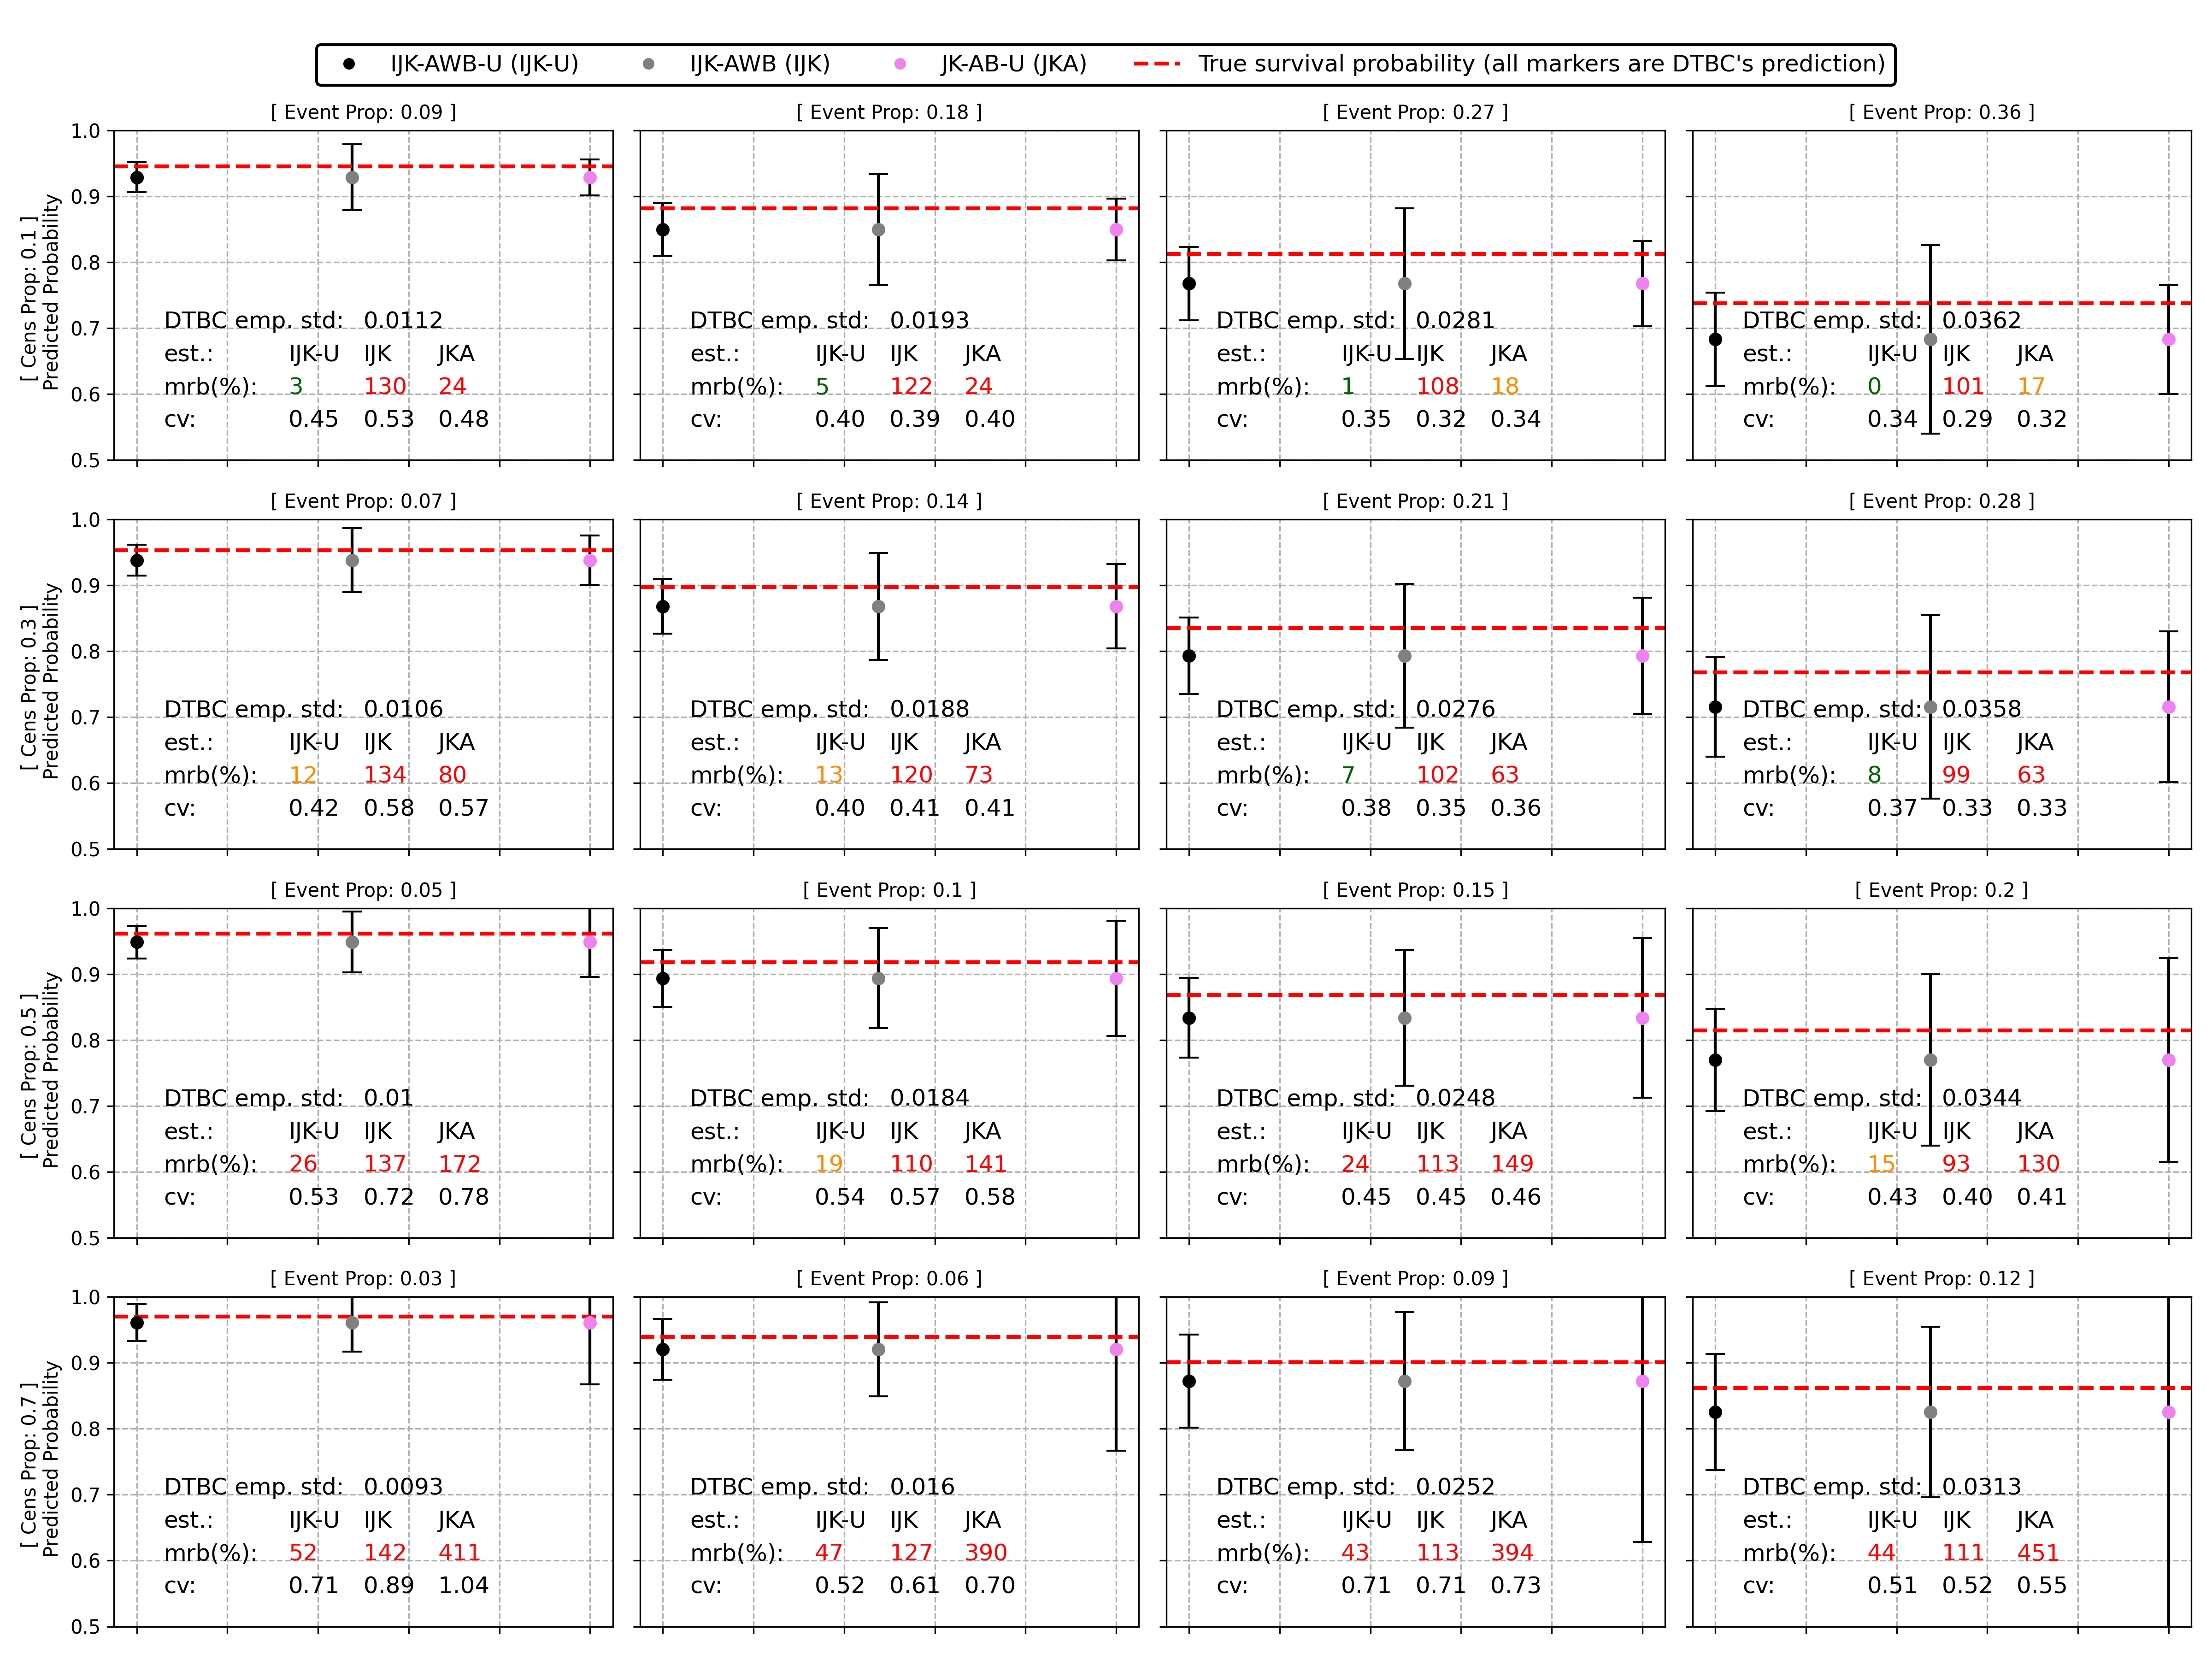 IJK-AWB-U (IJK-U) IJK-AWB (IJK) JK-AB-U (JKA) True survival probability (all markers are DTBC's prediction)
[ Event Prop: 0.09 ] [ Event Prop: 0.18 ] [ Event Prop: 0.27 ] [ Event Prop: 0.36 ]
[ Cens Prop: 0.1 ]
Predicted Probability
1.0
0.9
0.8
0.7
0.6
0.5
DTBC emp. std: 0.0112
est.: IJK-U IJK JKA
mrb(%): 3 130 24
cv: 0.45 0.53 0.48
DTBC emp. std: 0.0193
est.: IJK-U IJK JKA
mrb(%): 5 122 24
cv: 0.40 0.39 0.40
DTBC emp. std: 0.0281
est.: IJK-U IJK JKA
mrb(%): 1 108 18
cv: 0.35 0.32 0.34
DTBC emp. std: 0.0362
est.: IJK-U IJK JKA
mrb(%): 0 101 17
cv: 0.34 0.29 0.32
[ Event Prop: 0.07 ] [ Event Prop: 0.14 ] [ Event Prop: 0.21 ] [ Event Prop: 0.28 ]
[ Cens Prop: 0.3 ]
Predicted Probability
1.0
0.9
0.8
0.7
0.6
0.5
DTBC emp. std: 0.0106
est.: IJK-U IJK JKA
mrb(%): 12 134 80
cv: 0.42 0.58 0.57
DTBC emp. std: 0.0188
est.: IJK-U IJK JKA
mrb(%): 13 120 73
cv: 0.40 0.41 0.41
DTBC emp. std: 0.0276
est.: IJK-U IJK JKA
mrb(%): 7 102 63
cv: 0.38 0.35 0.36
DTBC emp. std: 0.0358
est.: IJK-U IJK JKA
mrb(%): 8 99 63
cv: 0.37 0.33 0.33
[ Event Prop: 0.05 ] [ Event Prop: 0.1 ] [ Event Prop: 0.15 ] [ Event Prop: 0.2 ]
[ Cens Prop: 0.5 ]
Predicted Probability
1.0
0.9
0.8
0.7
0.6
0.5
DTBC emp. std: 0.01
est.: IJK-U IJK JKA
mrb(%): 26 137 172
cv: 0.53 0.72 0.78
DTBC emp. std: 0.0184
est.: IJK-U IJK JKA
mrb(%): 19 110 141
cv: 0.54 0.57 0.58
DTBC emp. std: 0.0248
est.: IJK-U IJK JKA
mrb(%): 24 113 149
cv: 0.45 0.45 0.46
DTBC emp. std: 0.0344
est.: IJK-U IJK JKA
mrb(%): 15 93 130
cv: 0.43 0.40 0.41
[ Event Prop: 0.03 ] [ Event Prop: 0.06 ] [ Event Prop: 0.09 ] [ Event Prop: 0.12 ]
[ Cens Prop: 0.7 ]
Predicted Probability
1.0
0.9
0.8
0.7
0.6
0.5
DTBC emp. std: 0.0093
est.: IJK-U IJK JKA
mrb(%): 52 142 411
cv: 0.71 0.89 1.04
DTBC emp. std: 0.016
est.: IJK-U IJK JKA
mrb(%): 47 127 390
cv: 0.52 0.61 0.70
DTBC emp. std: 0.0252
est.: IJK-U IJK JKA
mrb(%): 43 113 394
cv: 0.71 0.71 0.73
DTBC emp. std: 0.0313
est.: IJK-U IJK JKA
mrb(%): 44 111 451
cv: 0.51 0.52 0.55